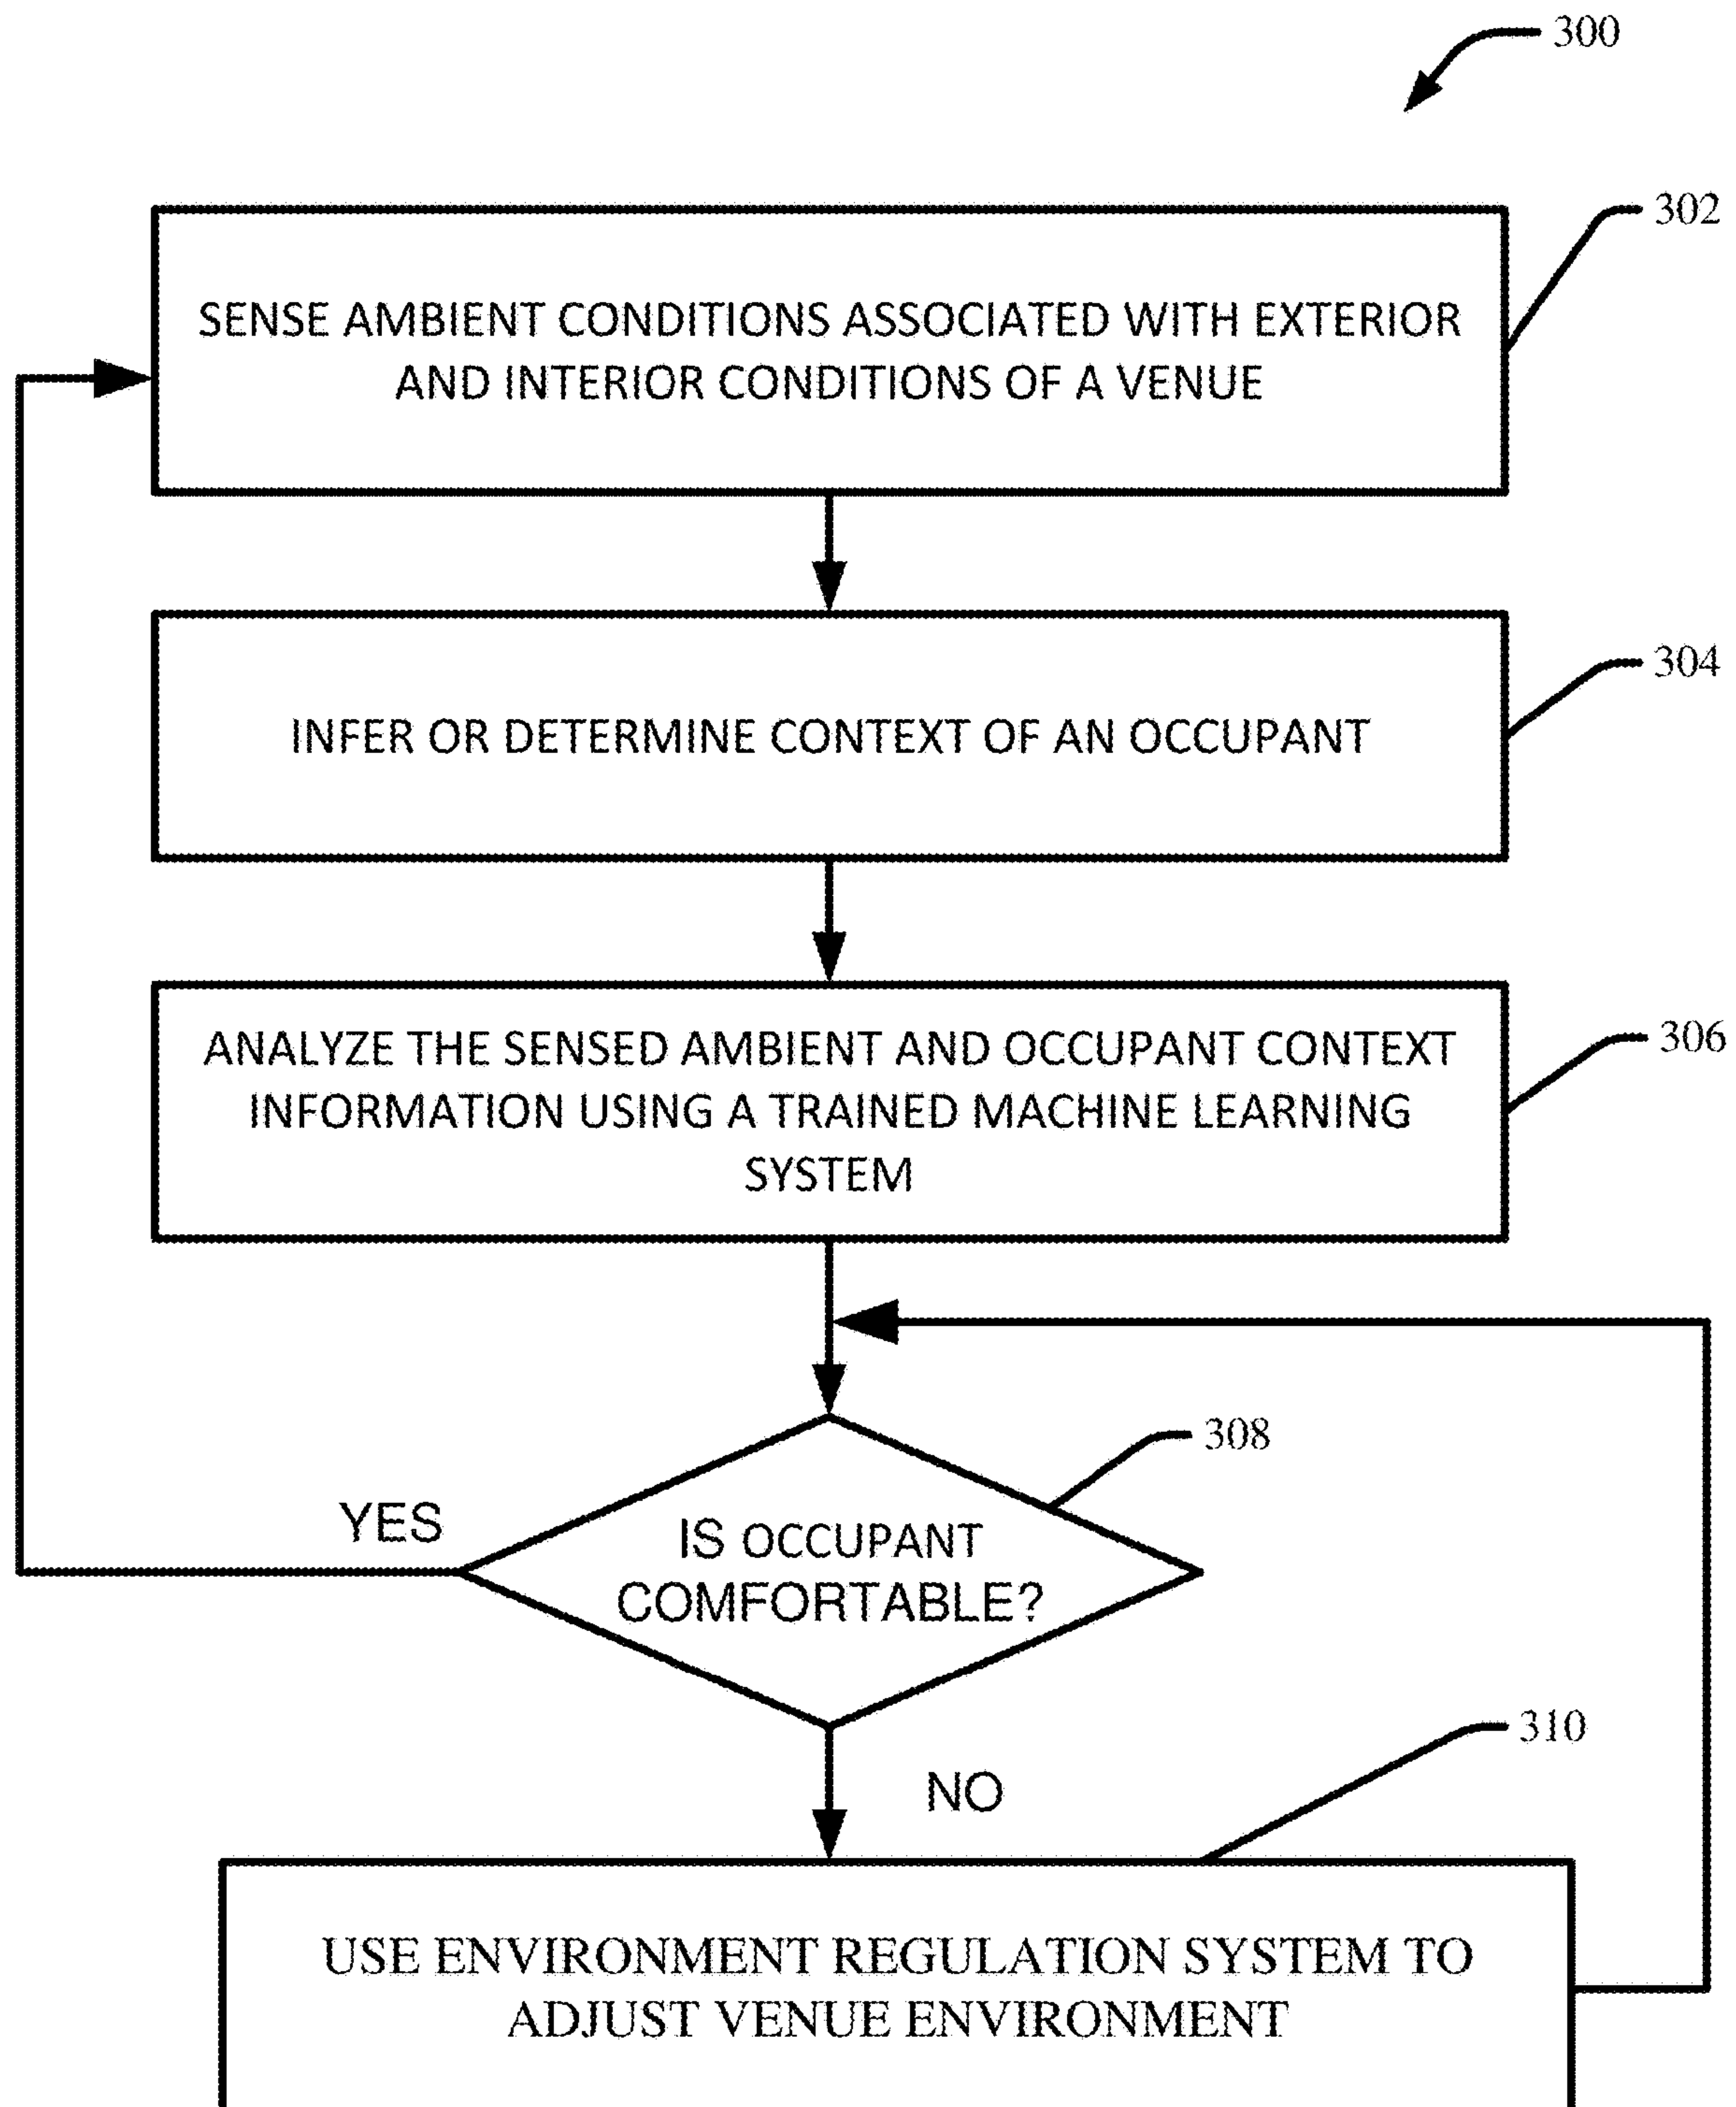 300
302
SENSE AMBIENT CONDITIONS ASSOCIATED WITH EXTERIOR
AND INTERIOR CONDITIONS OF A VENUE
304
INFER OR DETERMINE CONTEXT OF AN OCCUPANT
306
ANALYZE THE SENSED AMBIENT AND OCCUPANT CONTEXT
INFORMATION USING A TRAINED MACHINE LEARNING
SYSTEM
308
YES
IS OCCUPANT
COMFORTABLE?
310
NO
USE ENVIRONMENT REGULATION SYSTEM TO
ADJUST VENUE ENVIRONMENT